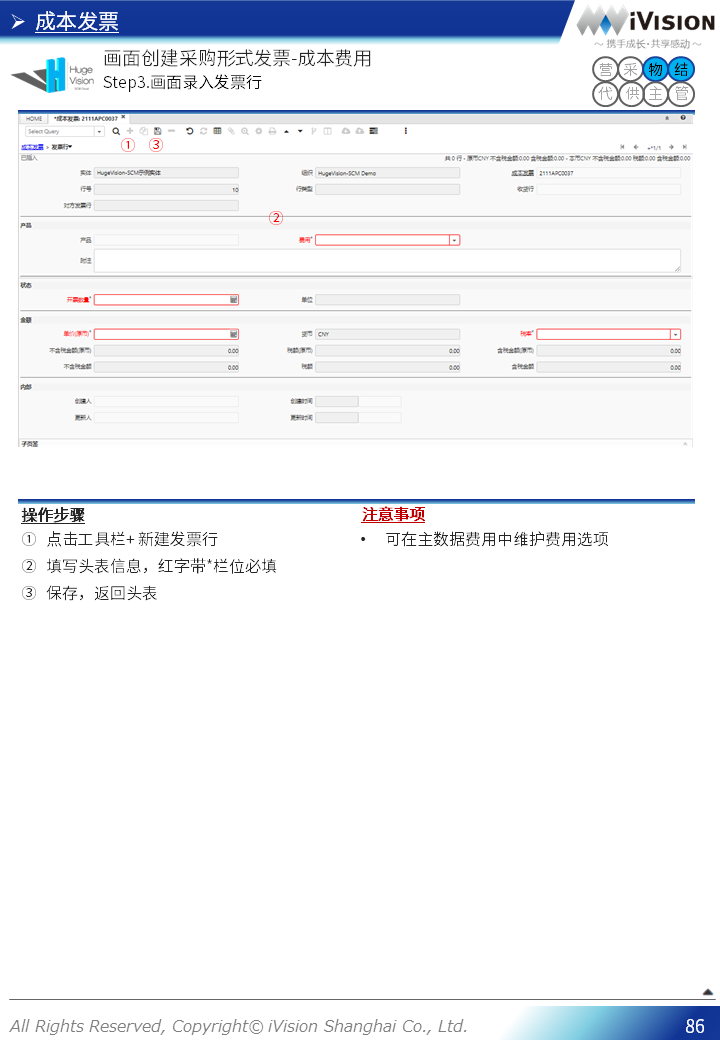 成本发票
iVISION
～ 携手成长·共享感动 ～
画面创建采购形式发票-成本费用
Step3.画面录入发票行
Huge Vision
营 采 物 结
代 供 主 管
HOME *成本发票: 2111APC0037 ×
Select Query
① ③
成本发票 > 发票行▾
1/1
已插入 共 0 行 - 原币CNY 不含税金额:0.00 税额:0.00 含税金额:0.00 - 本币CNY 不含税金额:0.00 税额:0.00 含税金额:0.00
实体 HugeVision-SCM示例实体 组织 HugeVision-SCM Demo 成本发票 2111APC0037
行号 10 行类型 收货行
对方发票行
②
产品
产品 费用*
附注
状态
开票数量* 单位
金额
单价(原币)* 货币 CNY 税率*
不含税金额(原币) 0.00 税额(原币) 0.00 含税金额(原币) 0.00
不含税金额 0.00 税额 0.00 含税金额 0.00
内部
创建人 创建时间
更新人 更新时间
子页签
操作步骤
① 点击工具栏+ 新建发票行
② 填写头表信息，红字带*栏位必填
③ 保存，返回头表
注意事项
• 可在主数据费用中维护费用选项
All Rights Reserved, Copyright© iVision Shanghai Co., Ltd.
86